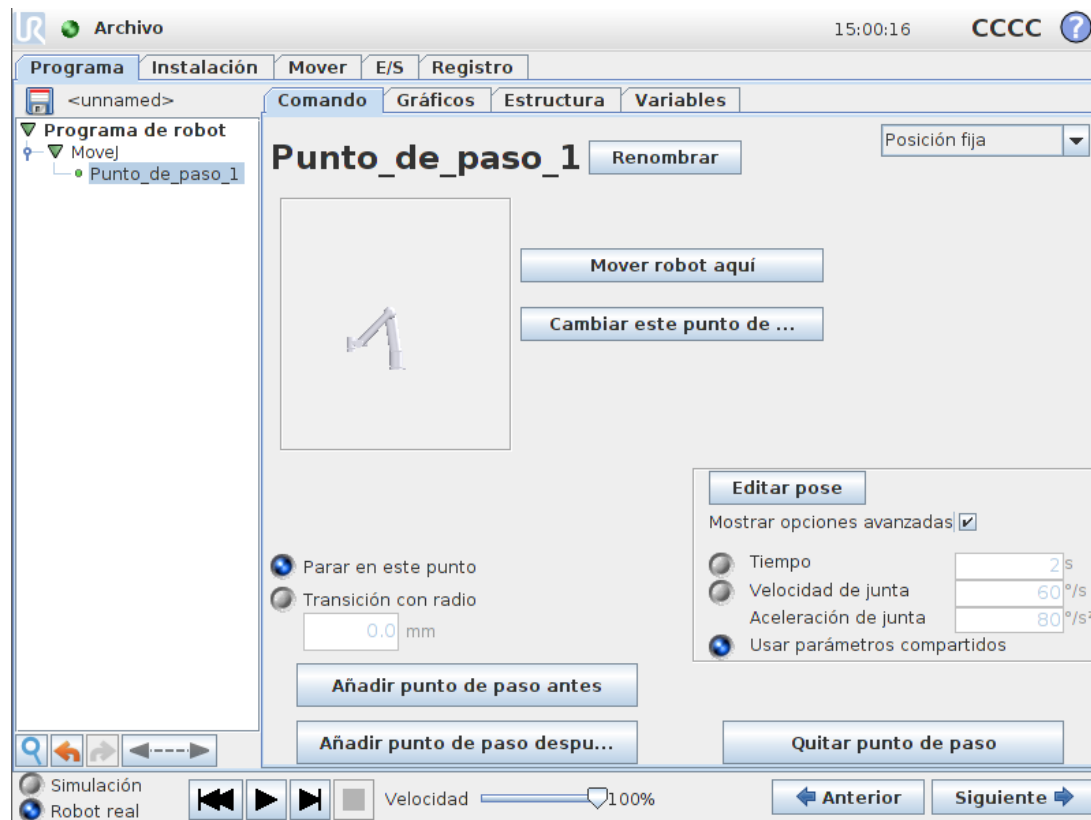 UR Archivo 15:00:16 CCCC ?
Programa Instalación Mover E/S Registro
<unnamed> Comando Gráficos Estructura Variables
Programa de robot
MoveJ
Punto_de_paso_1
Punto_de_paso_1 Renombrar Posición fija
Mover robot aquí
Cambiar este punto de ...
Editar pose
Mostrar opciones avanzadas
Parar en este punto
Transición con radio
0.0 mm
Tiempo 2 s
Velocidad de junta 60 °/s
Aceleración de junta 80 °/s²
Usar parámetros compartidos
Añadir punto de paso antes
Añadir punto de paso despu... Quitar punto de paso
Simulación
Robot real
Velocidad 100% Anterior Siguiente